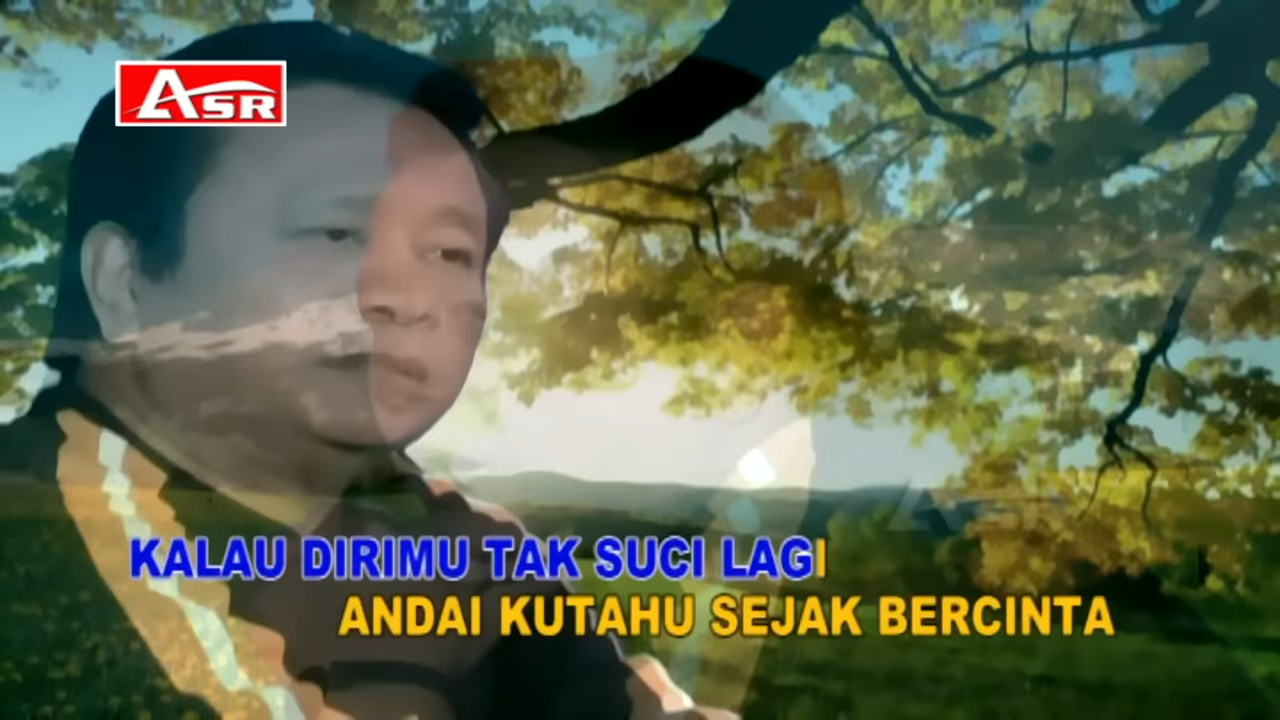 ASR
KALAU DIRIMU TAK SUCI LAGI
ANDAI KUTAHU SEJAK BERCINTA